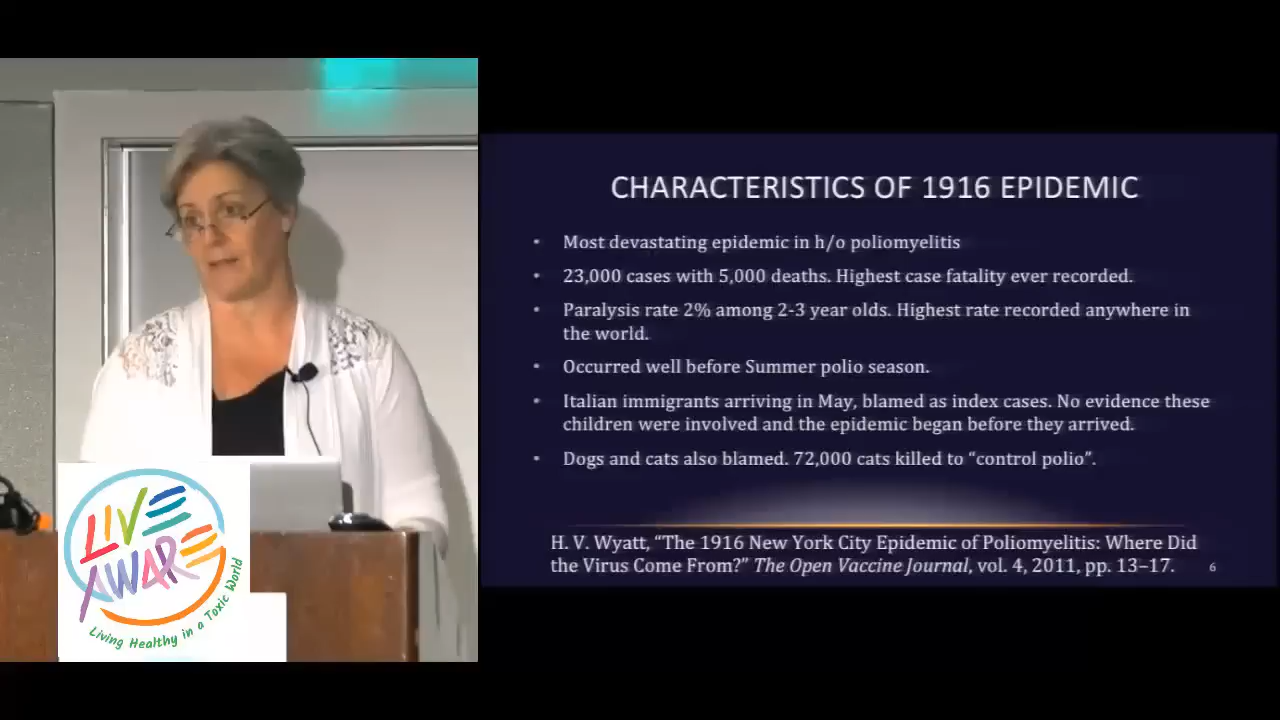 CHARACTERISTICS OF 1916 EPIDEMIC
• Most devastating epidemic in h/o poliomyelitis
• 23,000 cases with 5,000 deaths. Highest case fatality ever recorded.
• Paralysis rate 2% among 2-3 year olds. Highest rate recorded anywhere in
the world.
• Occurred well before Summer polio season.
• Italian immigrants arriving in May, blamed as index cases. No evidence these
children were involved and the epidemic began before they arrived.
• Dogs and cats also blamed. 72,000 cats killed to “control polio”.
H. V. Wyatt, “The 1916 New York City Epidemic of Poliomyelitis: Where Did
the Virus Come From?” The Open Vaccine Journal, vol. 4, 2011, pp. 13–17.
6
LIVE
AWARE
Living Healthy in a Toxic World